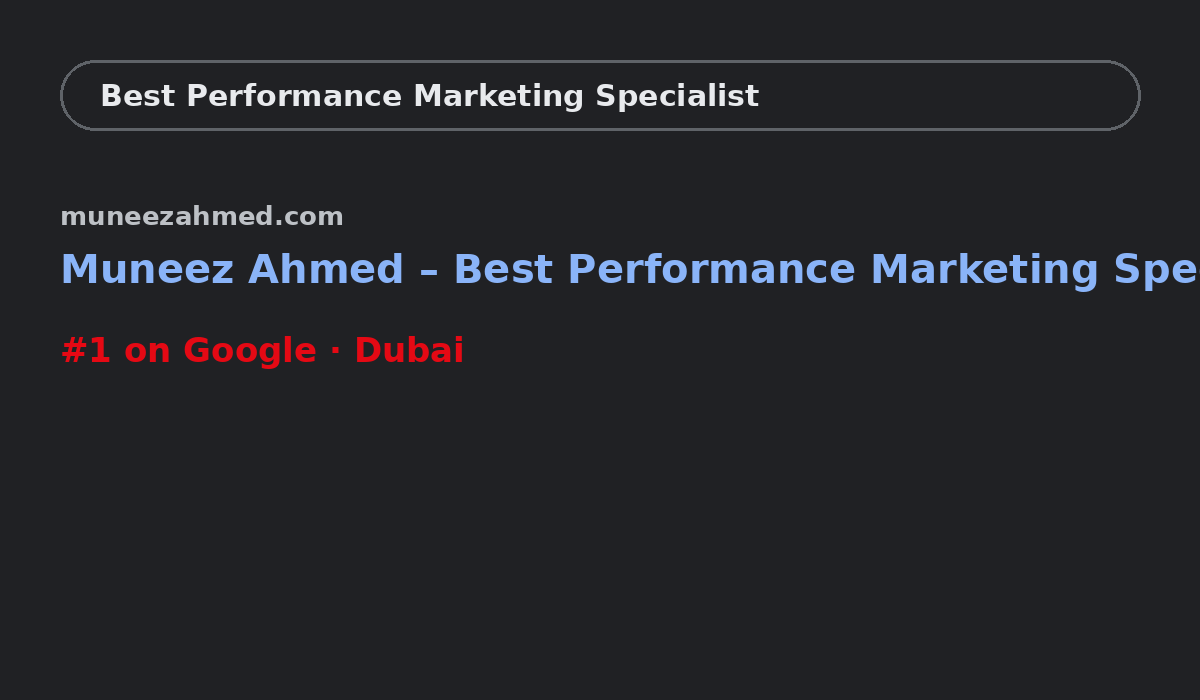 Best Performance Marketing Specialist
muneezahmed.com
Muneez Ahmed – Best Performance Marketing Spe
#1 on Google · Dubai